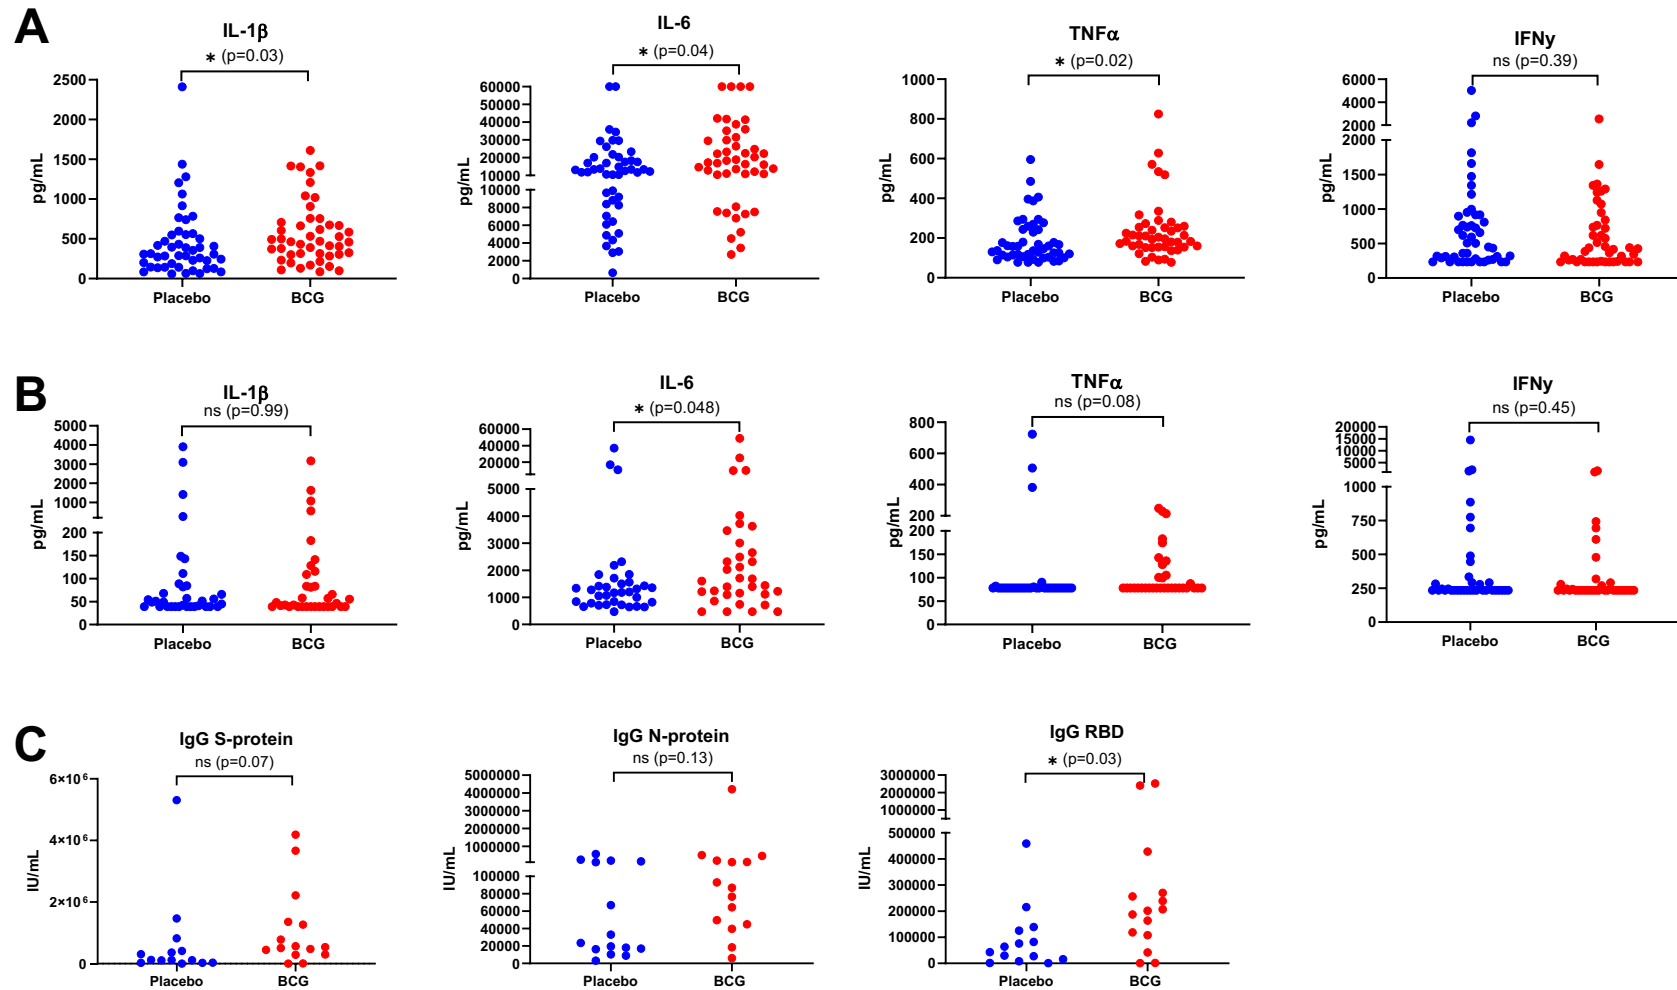 A
IL-1β
* (p=0.03)
pg/mL
2500
2000
1500
1000
500
0
Placebo BCG
IL-6
* (p=0.04)
pg/mL
60000
50000
40000
30000
20000
10000
10000
8000
6000
4000
2000
0
Placebo BCG
TNFα
* (p=0.02)
pg/mL
1000
800
600
400
200
0
Placebo BCG
IFNy
ns (p=0.39)
pg/mL
6000
4000
2000
2000
1500
1000
500
0
Placebo BCG
B
IL-1β
ns (p=0.99)
pg/mL
5000
4000
3000
2000
1000
200
150
100
50
0
Placebo BCG
IL-6
* (p=0.048)
pg/mL
60000
40000
20000
5000
4000
3000
2000
1000
0
Placebo BCG
TNFα
ns (p=0.08)
pg/mL
800
600
400
200
200
150
100
50
0
Placebo BCG
IFNy
ns (p=0.45)
pg/mL
20000
15000
10000
5000
1000
750
500
250
0
Placebo BCG
C
IgG S-protein
ns (p=0.07)
IU/mL
6×10⁶
4×10⁶
2×10⁶
0
Placebo BCG
IgG N-protein
ns (p=0.13)
IU/mL
5000000
4000000
3000000
2000000
1000000
100000
80000
60000
40000
20000
0
Placebo BCG
IgG RBD
* (p=0.03)
IU/mL
3000000
2000000
1000000
500000
400000
300000
200000
100000
0
Placebo BCG